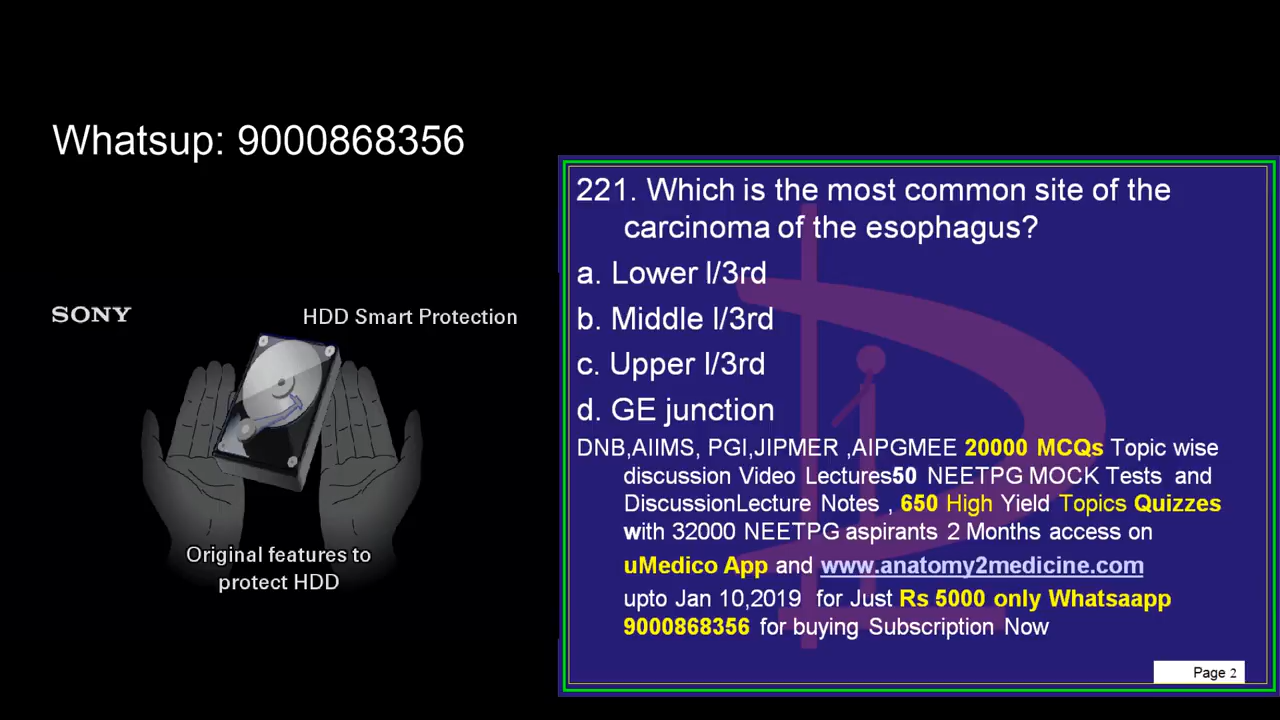 Whatsup: 9000868356
SONY
HDD Smart Protection
Original features to
protect HDD
221. Which is the most common site of the
carcinoma of the esophagus?
a. Lower l/3rd
b. Middle l/3rd
c. Upper l/3rd
d. GE junction
DNB,AIIMS, PGI,JIPMER ,AIPGMEE 20000 MCQs Topic wise
discussion Video Lectures50 NEETPG MOCK Tests and
DiscussionLecture Notes , 650 High Yield Topics Quizzes
with 32000 NEETPG aspirants 2 Months access on
uMedico App and www.anatomy2medicine.com
upto Jan 10,2019 for Just Rs 5000 only Whatsaapp
9000868356 for buying Subscription Now
Page 2